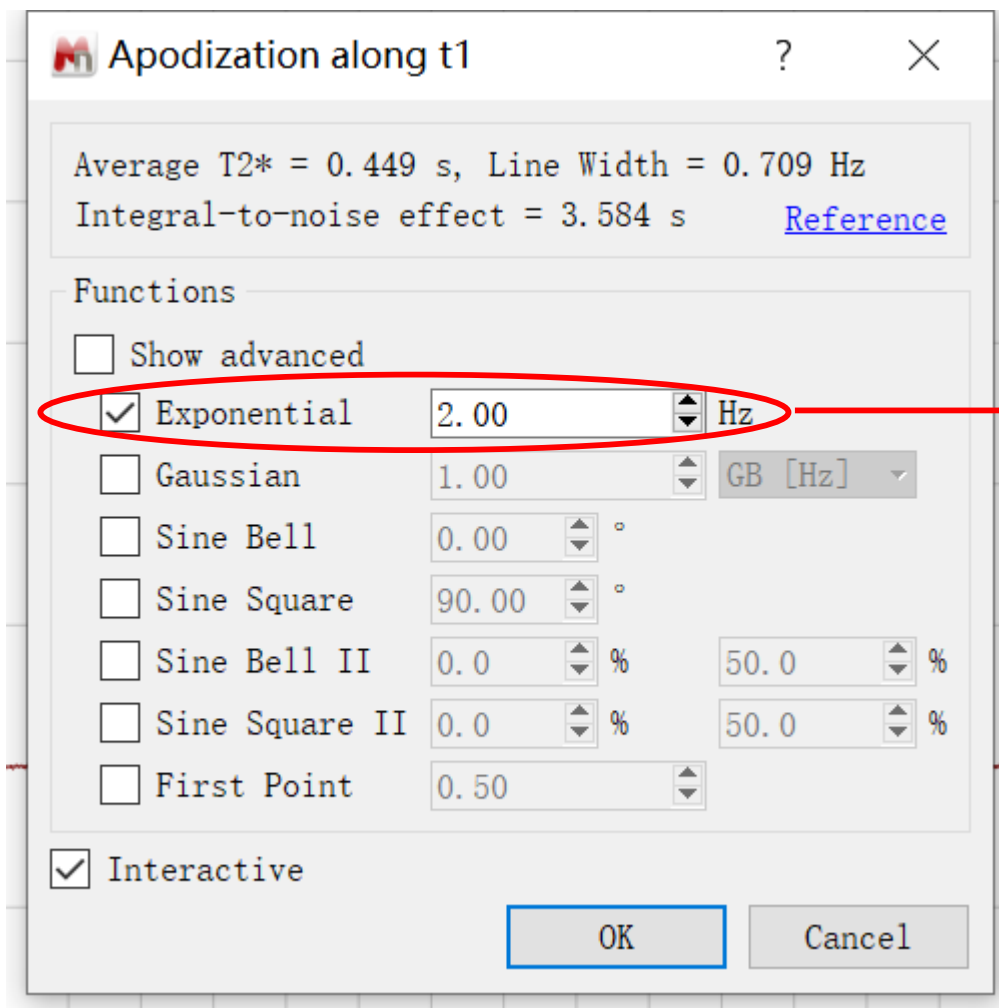 Apodization along t1 ?
Average T2* = 0.449 s, Line Width = 0.709 Hz
Integral-to-noise effect = 3.584 s Reference
Functions
Show advanced
Exponential 2.00 Hz
Gaussian 1.00 GB [Hz]
Sine Bell 0.00 °
Sine Square 90.00 °
Sine Bell II 0.0 % 50.0 %
Sine Square II 0.0 % 50.0 %
First Point 0.50
Interactive
OK Cancel